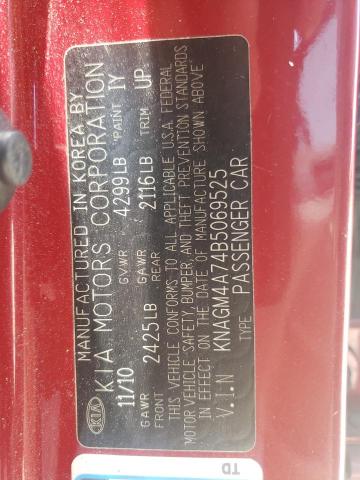 MANUFACTURED IN KOREA BY
KIA KIA MOTORS CORPORATION
11/10 GVWR 4299LB PAINT IY
GAWR FRONT 2425LB GAWR REAR 2116LB TRIM UP
THIS VEHICLE CONFORMS TO ALL APPLICABLE U.S.A FEDERAL
MOTOR VEHICLE SAFETY, BUMPER, AND THEFT PREVENTION STANDARDS
IN EFFECT ON THE DATE OF MANUFACTURE SHOWN ABOVE
V.I.N KNAGM4A74B5069525
TYPE PASSENGER CAR
TD